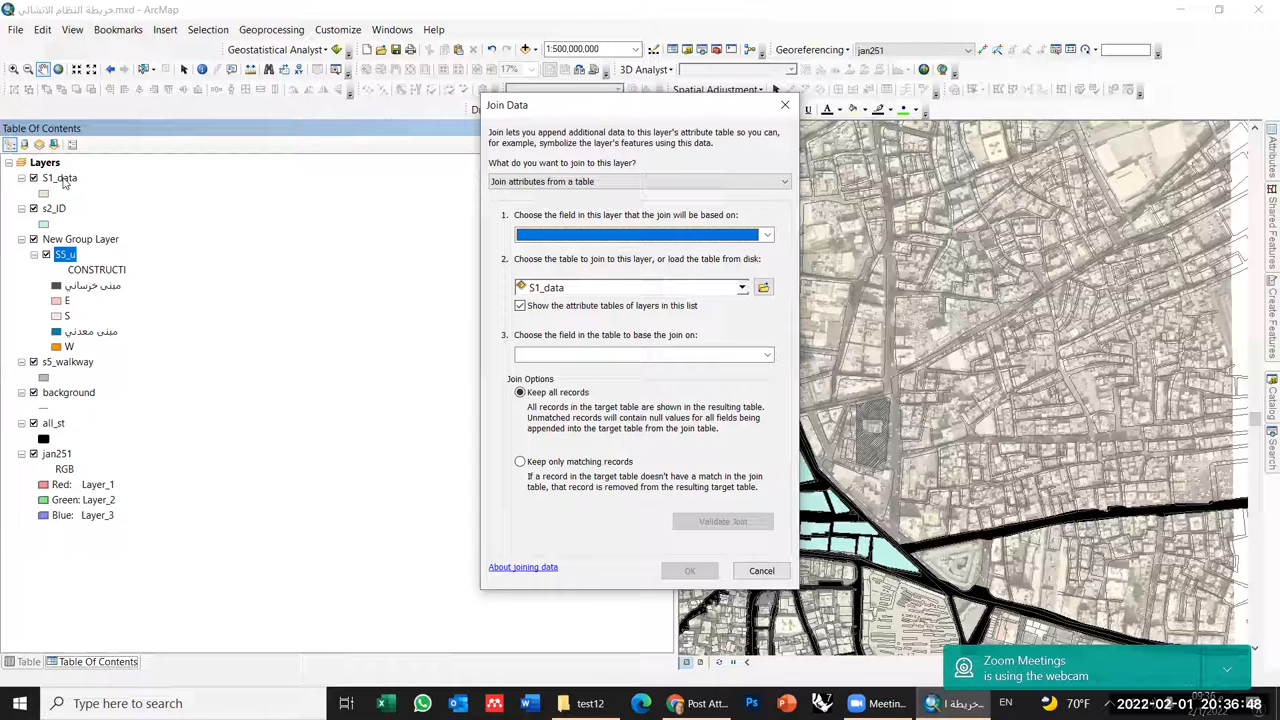 خريطة النظام الانشائي.mxd - ArcMap
File Edit View Bookmarks Insert Selection Geoprocessing Customize Windows Help
Geostatistical Analyst
1:500,000,000
Georeferencing
jan251
17%
3D Analyst
Spatial Adjustment
Table Of Contents
Layers
S1_data
s2_ID
New Group Layer
S5_u
CONSTRUCTI
مبنى خرساني
E
S
مبنى معدني
W
s5_walkway
background
all_st
jan251
RGB
Red: Layer_1
Green: Layer_2
Blue: Layer_3
Table
Table Of Contents
Join Data
Join lets you append additional data to this layer's attribute table so you can,
for example, symbolize the layer's features using this data.
What do you want to join to this layer?
Join attributes from a table
1. Choose the field in this layer that the join will be based on:
2. Choose the table to join to this layer, or load the table from disk:
S1_data
Show the attribute tables of layers in this list
3. Choose the field in the table to base the join on:
Join Options
Keep all records
All records in the target table are shown in the resulting table.
Unmatched records will contain null values for all fields being
appended into the target table from the join table.
Keep only matching records
If a record in the target table doesn't have a match in the join
table, that record is removed from the resulting target table.
Validate Join
About joining data
OK
Cancel
U
A
Attributes
Shared Features
Create Features
Catalog
Search
Zoom Meetings
is using the webcam
Type here to search
test12
Post Att...
Meetin...
خريطة ا...
70°F
EN
2022-02-01 20:36:48